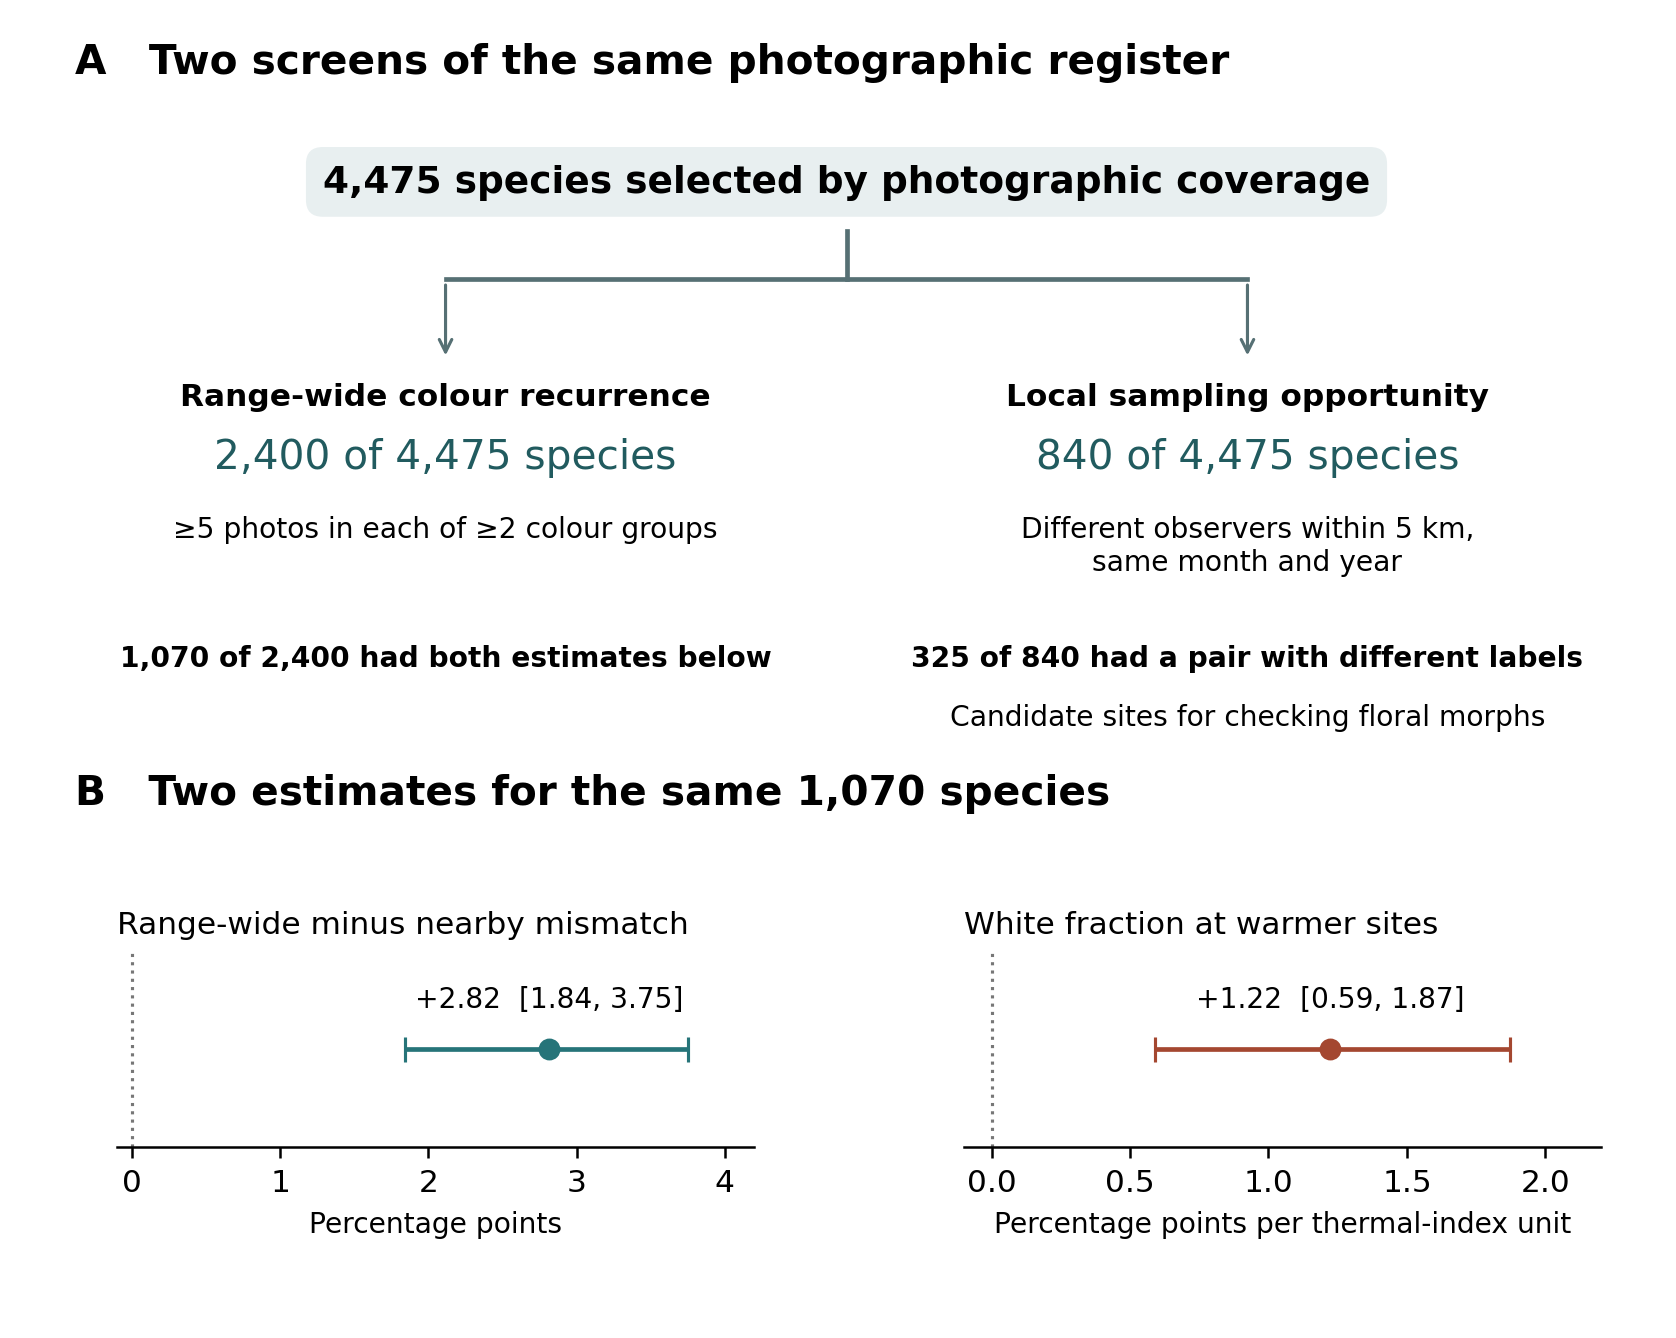 A Two screens of the same photographic register
4,475 species selected by photographic coverage
Range-wide colour recurrence
2,400 of 4,475 species
≥5 photos in each of ≥2 colour groups
1,070 of 2,400 had both estimates below
Local sampling opportunity
840 of 4,475 species
Different observers within 5 km,
same month and year
325 of 840 had a pair with different labels
Candidate sites for checking floral morphs
B Two estimates for the same 1,070 species
Range-wide minus nearby mismatch
+2.82 [1.84, 3.75]
0 1 2 3 4
Percentage points
White fraction at warmer sites
+1.22 [0.59, 1.87]
0.0 0.5 1.0 1.5 2.0
Percentage points per thermal-index unit